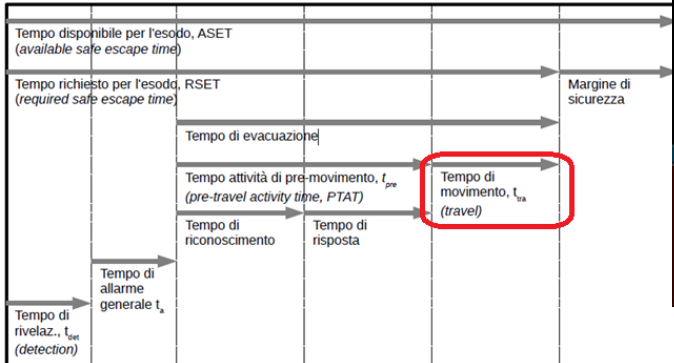 Tempo disponibile per l'esodo, ASET
(available safe escape time)
Tempo richiesto per l'esodo, RSET
(required safe escape time)
Margine di
sicurezza
Tempo di evacuazione
Tempo attività di pre-movimento, tpre
(pre-travel activity time, PTAT)
Tempo di
movimento, ttra
(travel)
Tempo di
riconoscimento
Tempo di
risposta
Tempo di
allarme
generale ta
Tempo di
rivelaz., tdet
(detection)